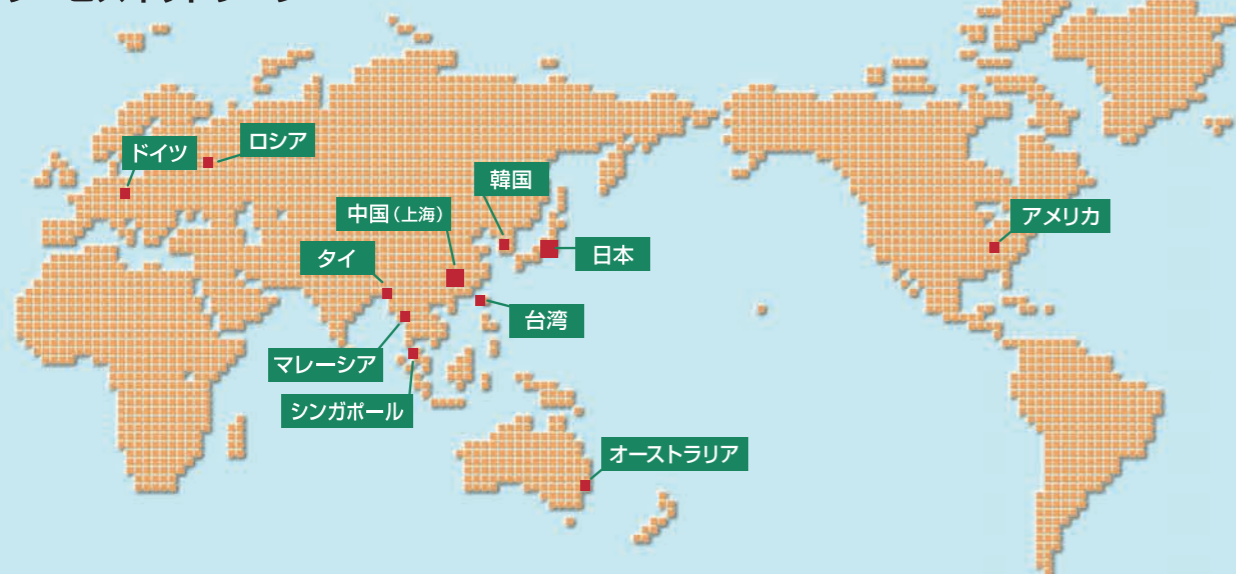 ドイツ
ロシア
韓国
中国（上海）
アメリカ
タイ
日本
台湾
マレーシア
シンガポール
オーストラリア